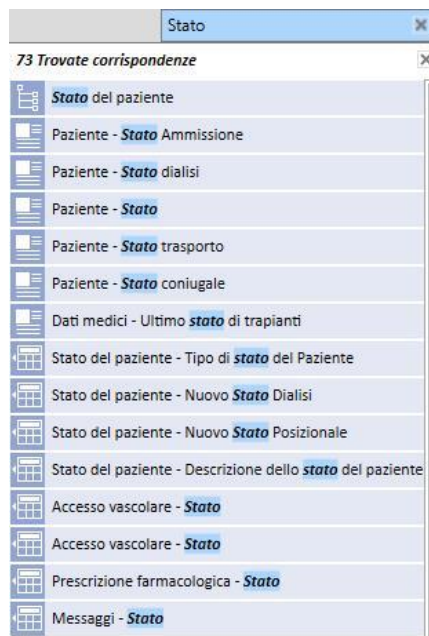 Stato
73 Trovate corrispondenze
Stato del paziente
Paziente - Stato Ammissione
Paziente - Stato dialisi
Paziente - Stato
Paziente - Stato trasporto
Paziente - Stato coniugale
Dati medici - Ultimo stato di trapianti
Stato del paziente - Tipo di stato del Paziente
Stato del paziente - Nuovo Stato Dialisi
Stato del paziente - Nuovo Stato Posizionale
Stato del paziente - Descrizione dello stato del paziente
Accesso vascolare - Stato
Accesso vascolare - Stato
Prescrizione farmacologica - Stato
Messaggi - Stato